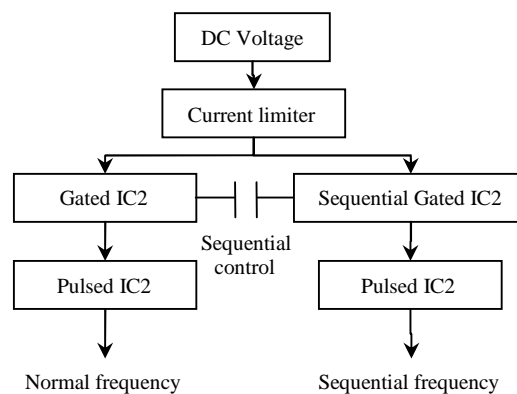 DC Voltage
Current limiter
Gated IC2
Sequential Gated IC2
Sequential
control
Pulsed IC2
Pulsed IC2
Normal frequency
Sequential frequency